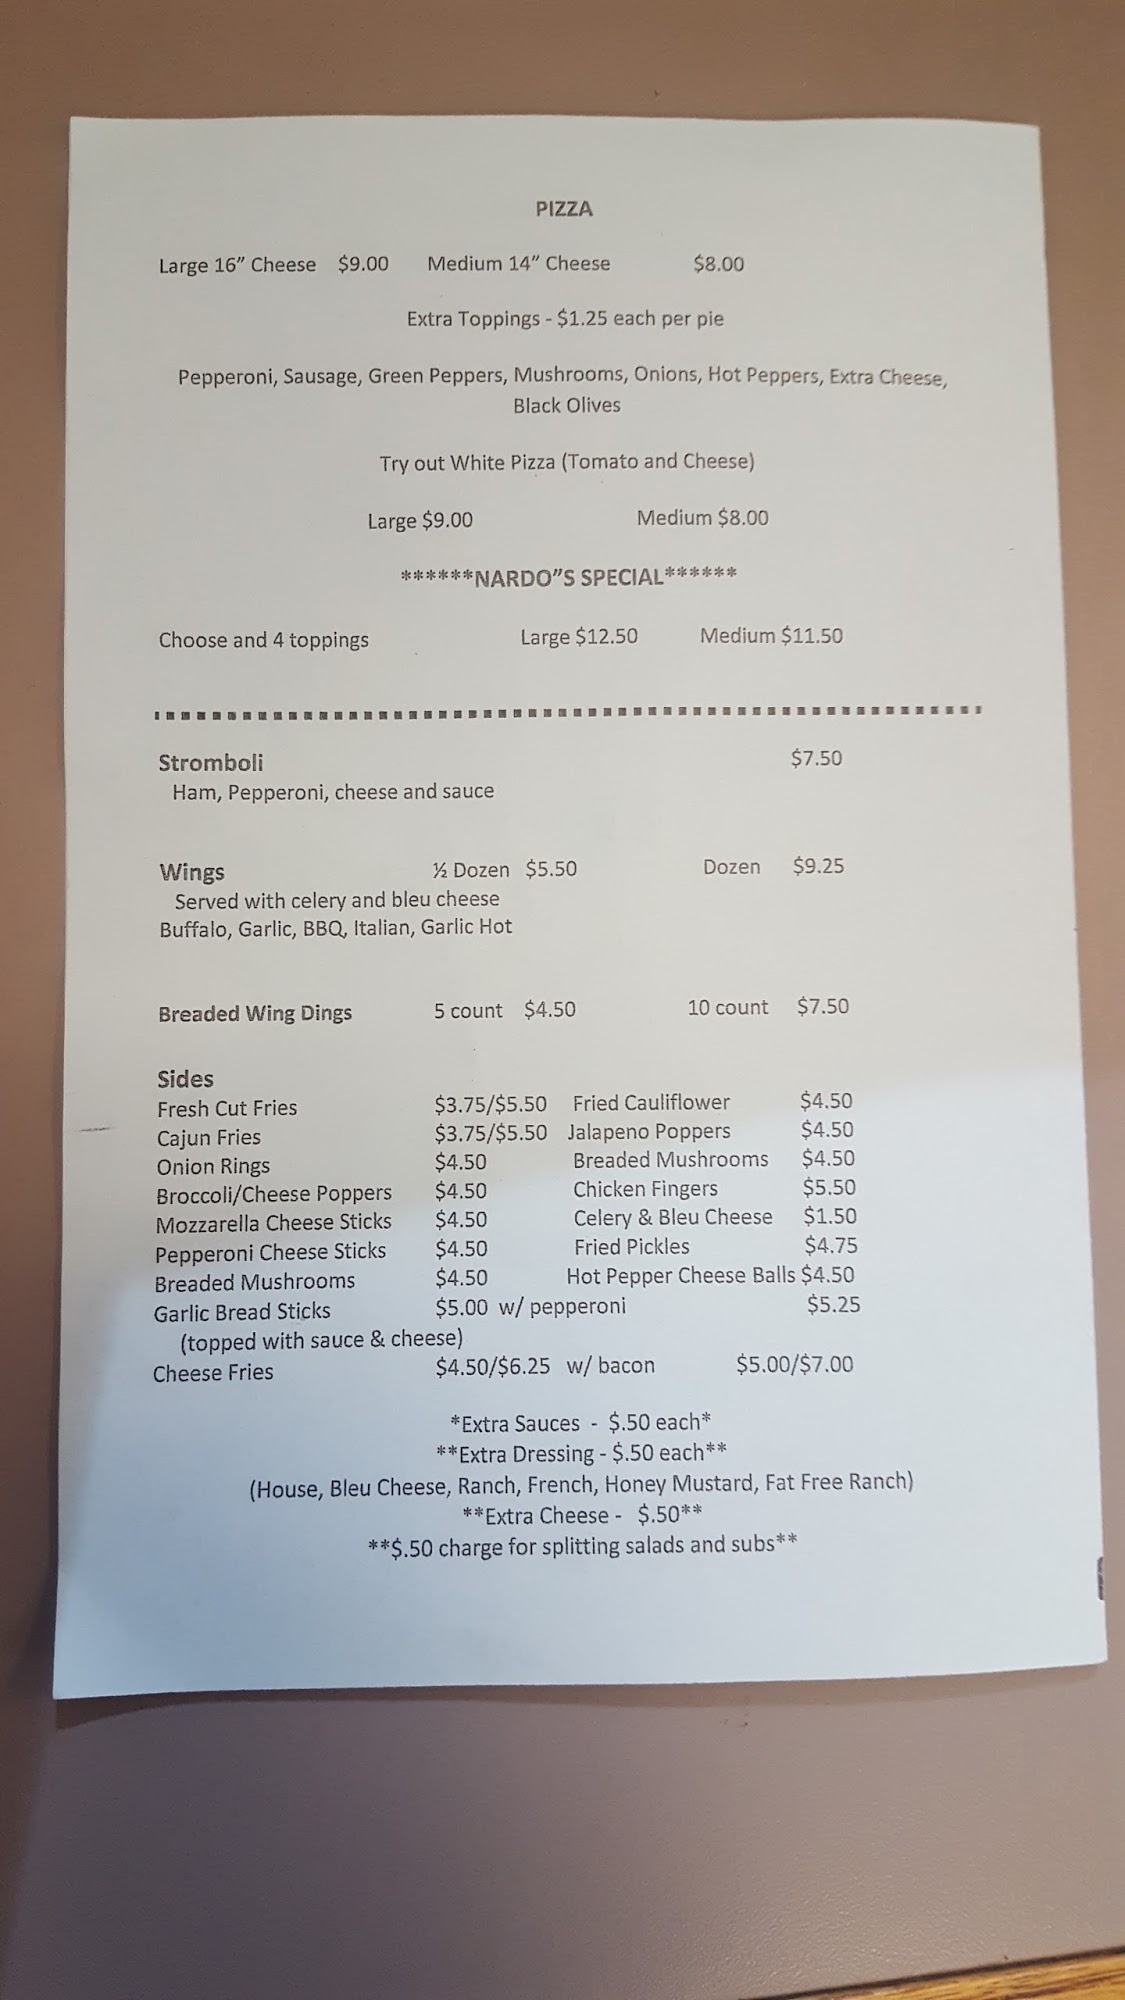 PIZZA
Large 16” Cheese $9.00 Medium 14” Cheese $8.00
Extra Toppings - $1.25 each per pie
Pepperoni, Sausage, Green Peppers, Mushrooms, Onions, Hot Peppers, Extra Cheese,
Black Olives
Try out White Pizza (Tomato and Cheese)
Large $9.00 Medium $8.00
******NARDO”S SPECIAL******
Choose and 4 toppings Large $12.50 Medium $11.50
Stromboli $7.50
Ham, Pepperoni, cheese and sauce
Wings ½ Dozen $5.50 Dozen $9.25
Served with celery and bleu cheese
Buffalo, Garlic, BBQ, Italian, Garlic Hot
Breaded Wing Dings 5 count $4.50 10 count $7.50
Sides
Fresh Cut Fries $3.75/$5.50 Fried Cauliflower $4.50
Cajun Fries $3.75/$5.50 Jalapeno Poppers $4.50
Onion Rings $4.50 Breaded Mushrooms $4.50
Broccoli/Cheese Poppers $4.50 Chicken Fingers $5.50
Mozzarella Cheese Sticks $4.50 Celery & Bleu Cheese $1.50
Pepperoni Cheese Sticks $4.50 Fried Pickles $4.75
Breaded Mushrooms $4.50 Hot Pepper Cheese Balls $4.50
Garlic Bread Sticks $5.00 w/ pepperoni $5.25
(topped with sauce & cheese)
Cheese Fries $4.50/$6.25 w/ bacon $5.00/$7.00
*Extra Sauces - $.50 each*
**Extra Dressing - $.50 each**
(House, Bleu Cheese, Ranch, French, Honey Mustard, Fat Free Ranch)
**Extra Cheese - $.50**
**$.50 charge for splitting salads and subs**